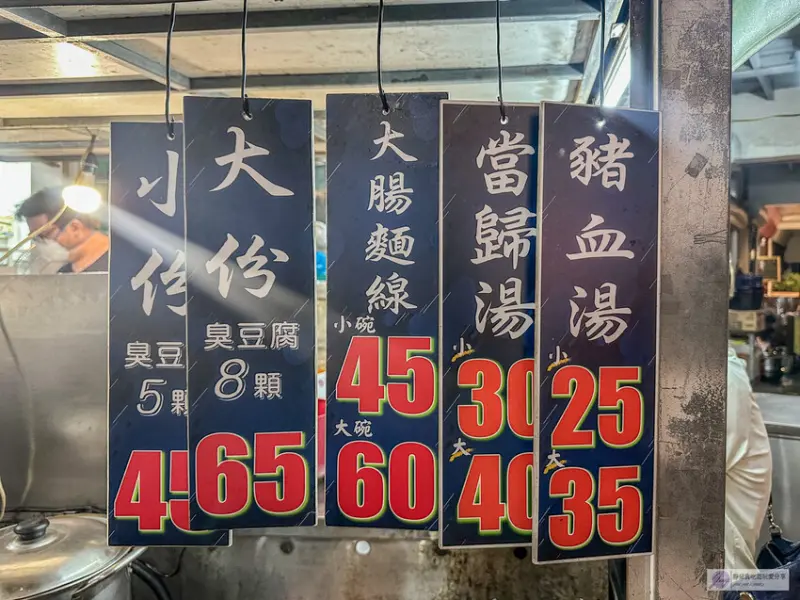 小份
臭豆
5顆
45
大份
臭豆腐
8顆
65
大腸麵線
小碗
45
大碗
60
當歸湯
小
30
大
40
豬血湯
小
25
大
35